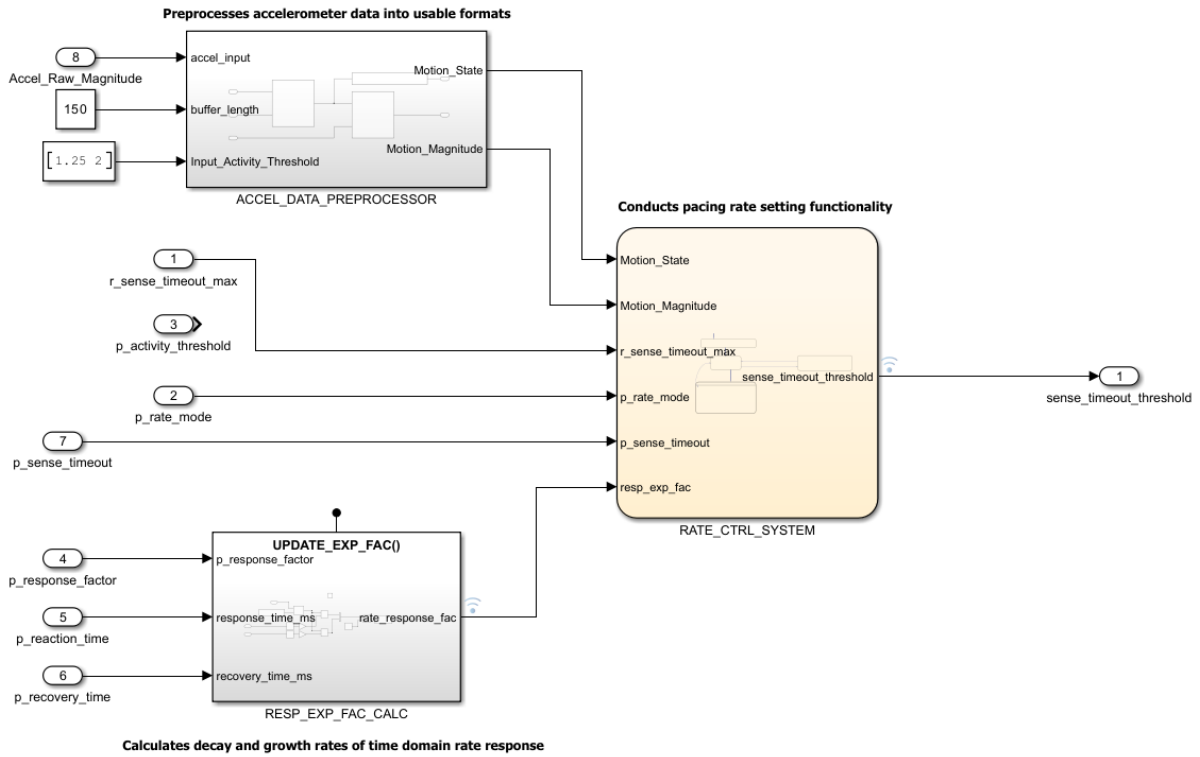 Preprocesses accelerometer data into usable formats
8
Accel_Raw_Magnitude
150
[1.25 2]
accel_input
buffer_length
Input_Activity_Threshold
Motion_State
Motion_Magnitude
ACCEL_DATA_PREPROCESSOR
Conducts pacing rate setting functionality
1
r_sense_timeout_max
3
p_activity_threshold
2
p_rate_mode
7
p_sense_timeout
Motion_State
Motion_Magnitude
r_sense_timeout_max
p_rate_mode
p_sense_timeout
resp_exp_fac
sense_timeout_threshold
RATE_CTRL_SYSTEM
1
sense_timeout_threshold
4
p_response_factor
5
p_reaction_time
6
p_recovery_time
UPDATE_EXP_FAC()
p_response_factor
response_time_ms
recovery_time_ms
rate_response_fac
RESP_EXP_FAC_CALC
Calculates decay and growth rates of time domain rate response